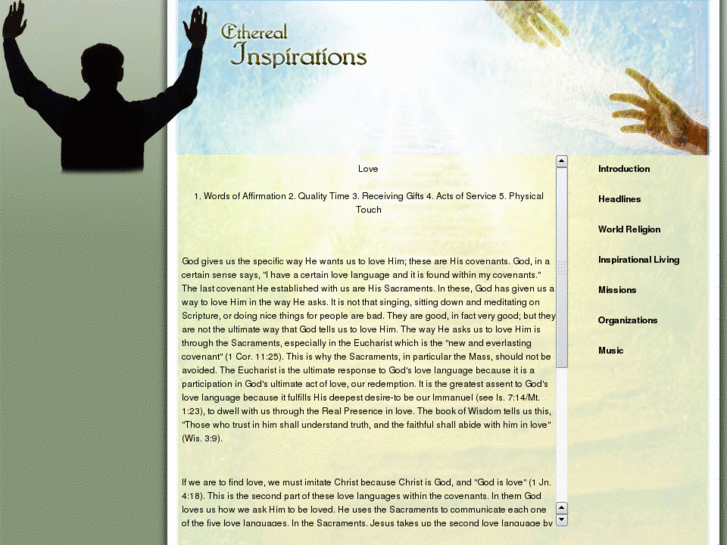 Ethereal
Inspirations
Love
1. Words of Affirmation 2. Quality Time 3. Receiving Gifts 4. Acts of Service 5. Physical
Touch
God gives us the specific way He wants us to love Him; these are His covenants. God, in a
certain sense says, "I have a certain love language and it is found within my covenants."
The last covenant He established with us are His Sacraments. In these, God has given us a
way to love Him in the way He asks. It is not that singing, sitting down and meditating on
Scripture, or doing nice things for people are bad. They are good, in fact very good; but they
are not the ultimate way that God tells us to love Him. The way He asks us to love Him is
through the Sacraments, especially in the Eucharist which is the "new and everlasting
covenant" (1 Cor. 11:25). This is why the Sacraments, in particular the Mass, should not be
avoided. The Eucharist is the ultimate response to God's love language because it is a
participation in God's ultimate act of love, our redemption. It is the greatest assent to God's
love language because it fulfills His deepest desire-to be our Immanuel (see Is. 7:14/Mt.
1:23), to dwell with us through the Real Presence in love. The book of Wisdom tells us this,
"Those who trust in him shall understand truth, and the faithful shall abide with him in love"
(Wis. 3:9).
If we are to find love, we must imitate Christ because Christ is God, and "God is love" (1 Jn.
4:18). This is the second part of these love languages within the covenants. In them God
loves us how we ask Him to be loved. He uses the Sacraments to communicate each one
of the five love languages. In the Sacraments, Jesus takes up the second love language by
Introduction
Headlines
World Religion
Inspirational Living
Missions
Organizations
Music